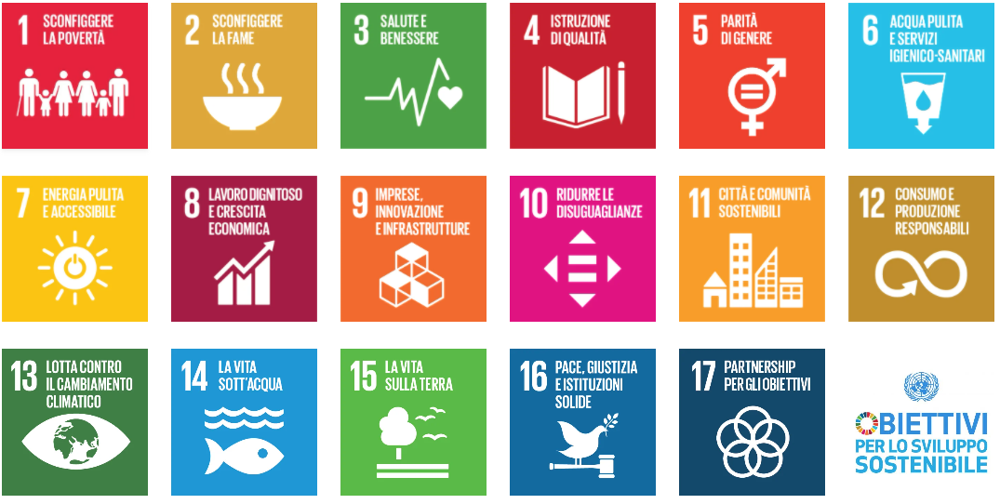 1 SCONFIGGERE
LA POVERTÀ
2 SCONFIGGERE
LA FAME
3 SALUTE E
BENESSERE
4 ISTRUZIONE
DI QUALITÀ
5 PARITÀ
DI GENERE
6 ACQUA PULITA
E SERVIZI
IGIENICO-SANITARI
7 ENERGIA PULITA
E ACCESSIBILE
8 LAVORO DIGNITOSO
E CRESCITA
ECONOMICA
9 IMPRESE,
INNOVAZIONE
E INFRASTRUTTURE
10 RIDURRE LE
DISUGUAGLIANZE
11 CITTÀ E COMUNITÀ
SOSTENIBILI
12 CONSUMO E
PRODUZIONE
RESPONSABILI
13 LOTTA CONTRO
IL CAMBIAMENTO
CLIMATICO
14 LA VITA
SOTT'ACQUA
15 LA VITA
SULLA TERRA
16 PACE, GIUSTIZIA
E ISTITUZIONI
SOLIDE
17 PARTNERSHIP
PER GLI OBIETTIVI
OBIETTIVI
PER LO SVILUPPO
SOSTENIBILE